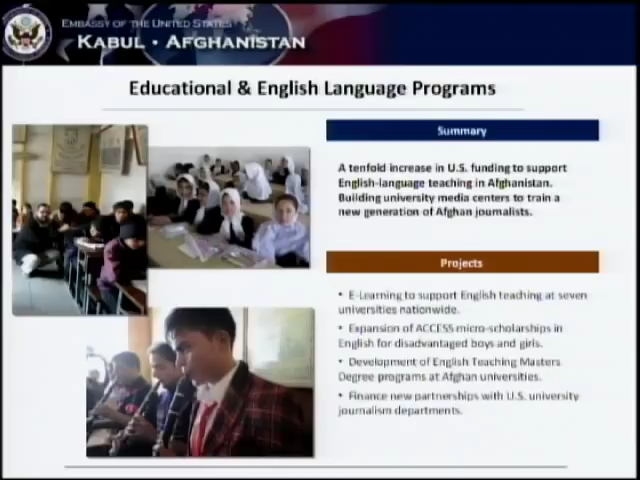 EMBASSY OF THE UNITED STATES
KABUL • AFGHANISTAN
Educational & English Language Programs
Summary
A tenfold increase in U.S. funding to support
English-language teaching in Afghanistan.
Building university media centers to train a
new generation of Afghan journalists.
Projects
• E-Learning to support English teaching at seven
universities nationwide.
• Expansion of ACCESS micro-scholarships in
English for disadvantaged boys and girls.
• Development of English Teaching Masters
Degree programs at Afghan universities.
• Finance new partnerships with U.S. university
journalism departments.